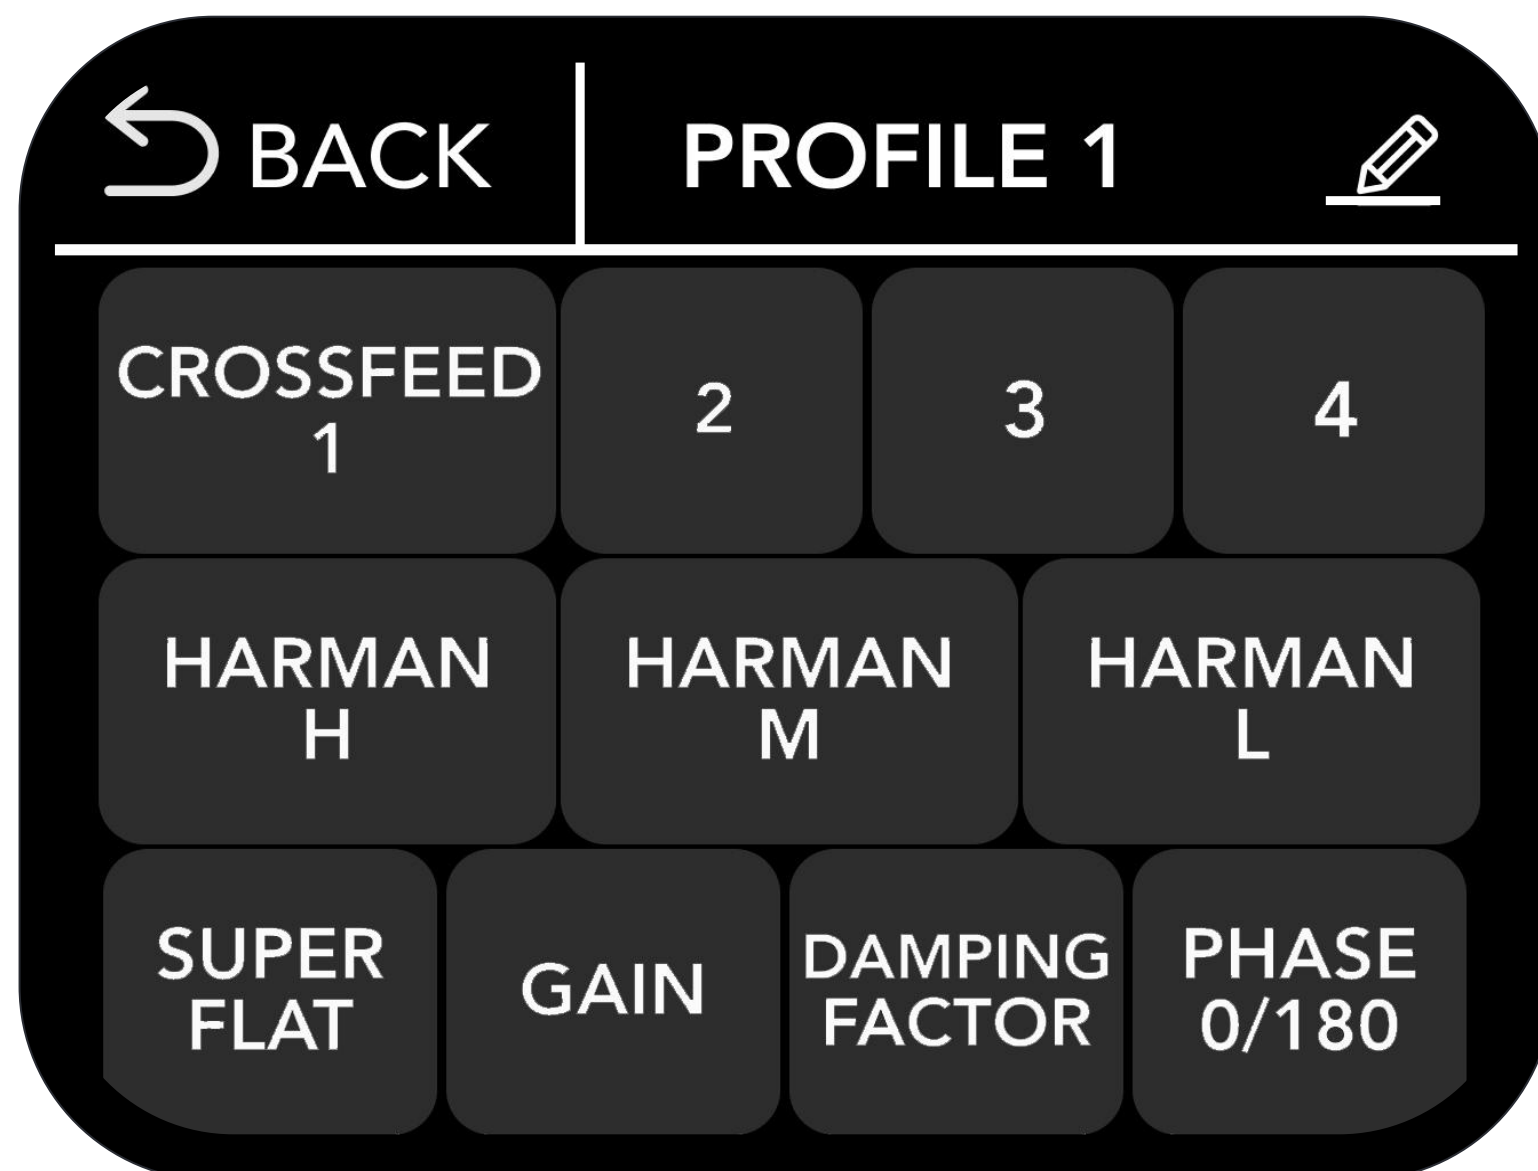 BACK
PROFILE 1
CROSSFEED
1
2
3
4
HARMAN
H
HARMAN
M
HARMAN
L
SUPER
FLAT
GAIN
DAMPING
FACTOR
PHASE
0/180